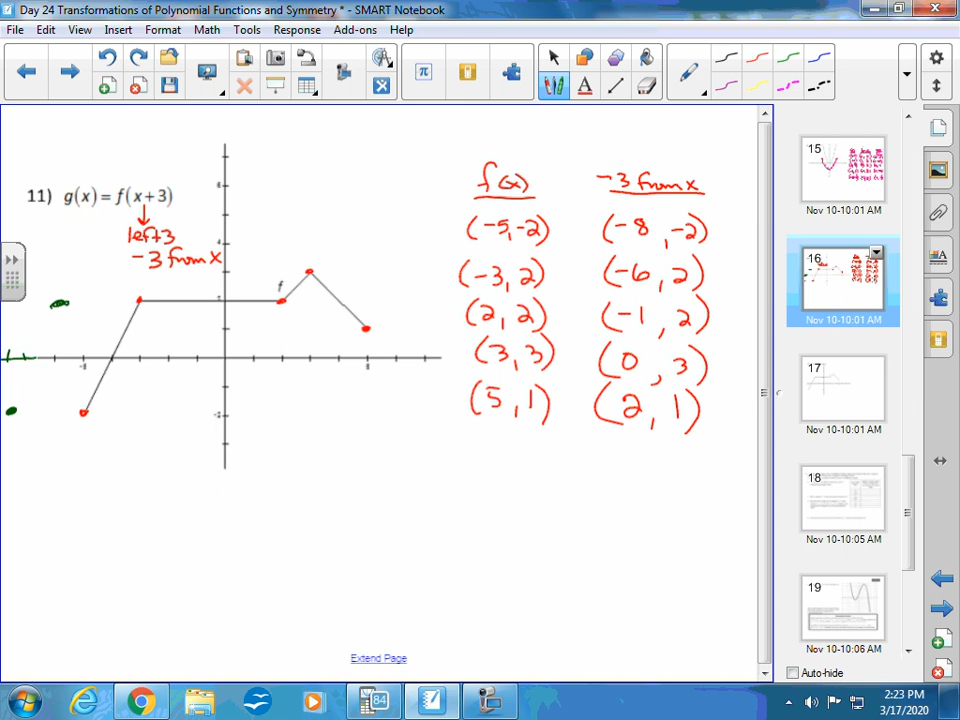 Day 24 Transformations of Polynomial Functions and Symmetry * - SMART Notebook
File Edit View Insert Format Math Tools Response Add-ons Help
11) g(x) = f(x+3)
left 3
-3 from x
f
f(x) -3 from x
(-5,-2) (-8,-2)
(-3,2) (-6,2)
(2,2) (-1,2)
(3,3) (0,3)
(5,1) (2,1)
15
Nov 10-10:01 AM
16
Nov 10-10:01 AM
17
Nov 10-10:01 AM
18
Nov 10-10:05 AM
19
Nov 10-10:06 AM
Extend Page
Auto-hide
84
2:23 PM
3/17/2020